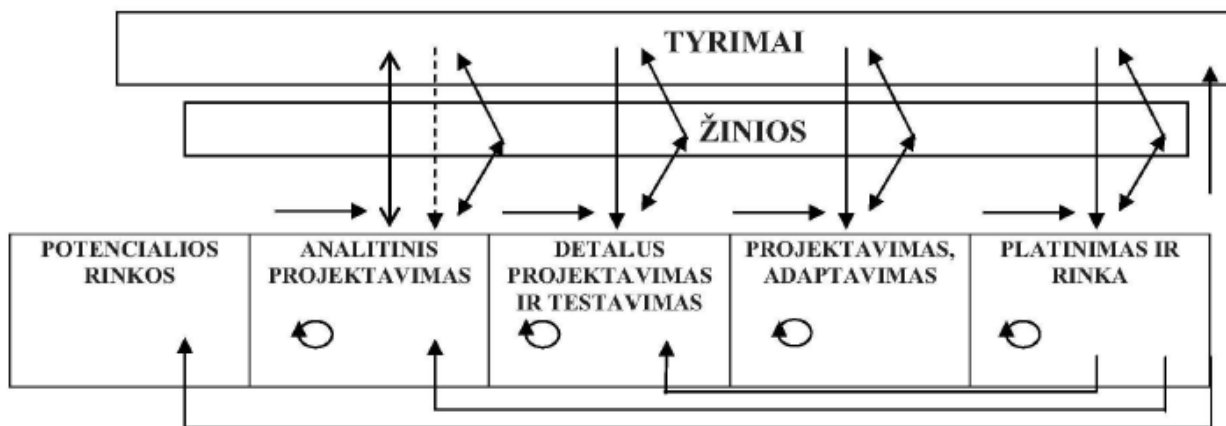 TYRIMAI
ŽINIOS
POTENCIALIOS
RINKOS
ANALITINIS
PROJEKTAVIMAS
DETALUS
PROJEKTAVIMAS
IR TESTAVIMAS
PROJEKTAVIMAS,
ADAPTAVIMAS
PLATINIMAS IR
RINKA